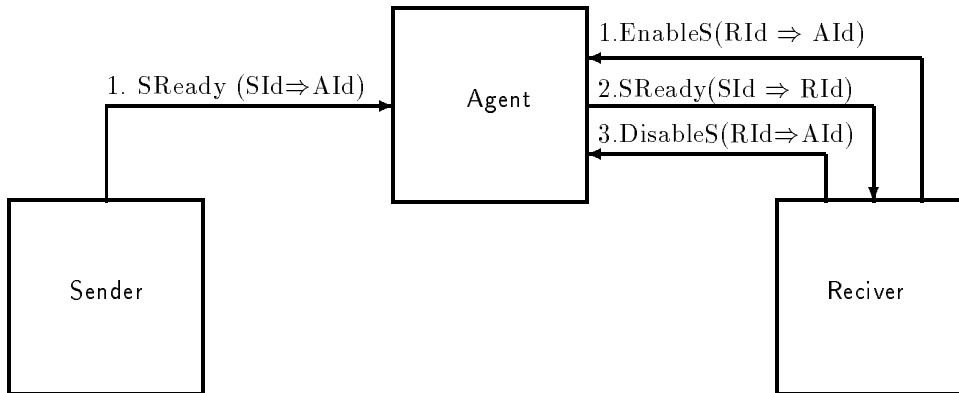 1.EnableS(RId ⇒ AId)
1. SReady (SId⇒AId)
Agent
2.SReady(SId ⇒ RId)
3.DisableS(RId⇒AId)
Sender
Reciver